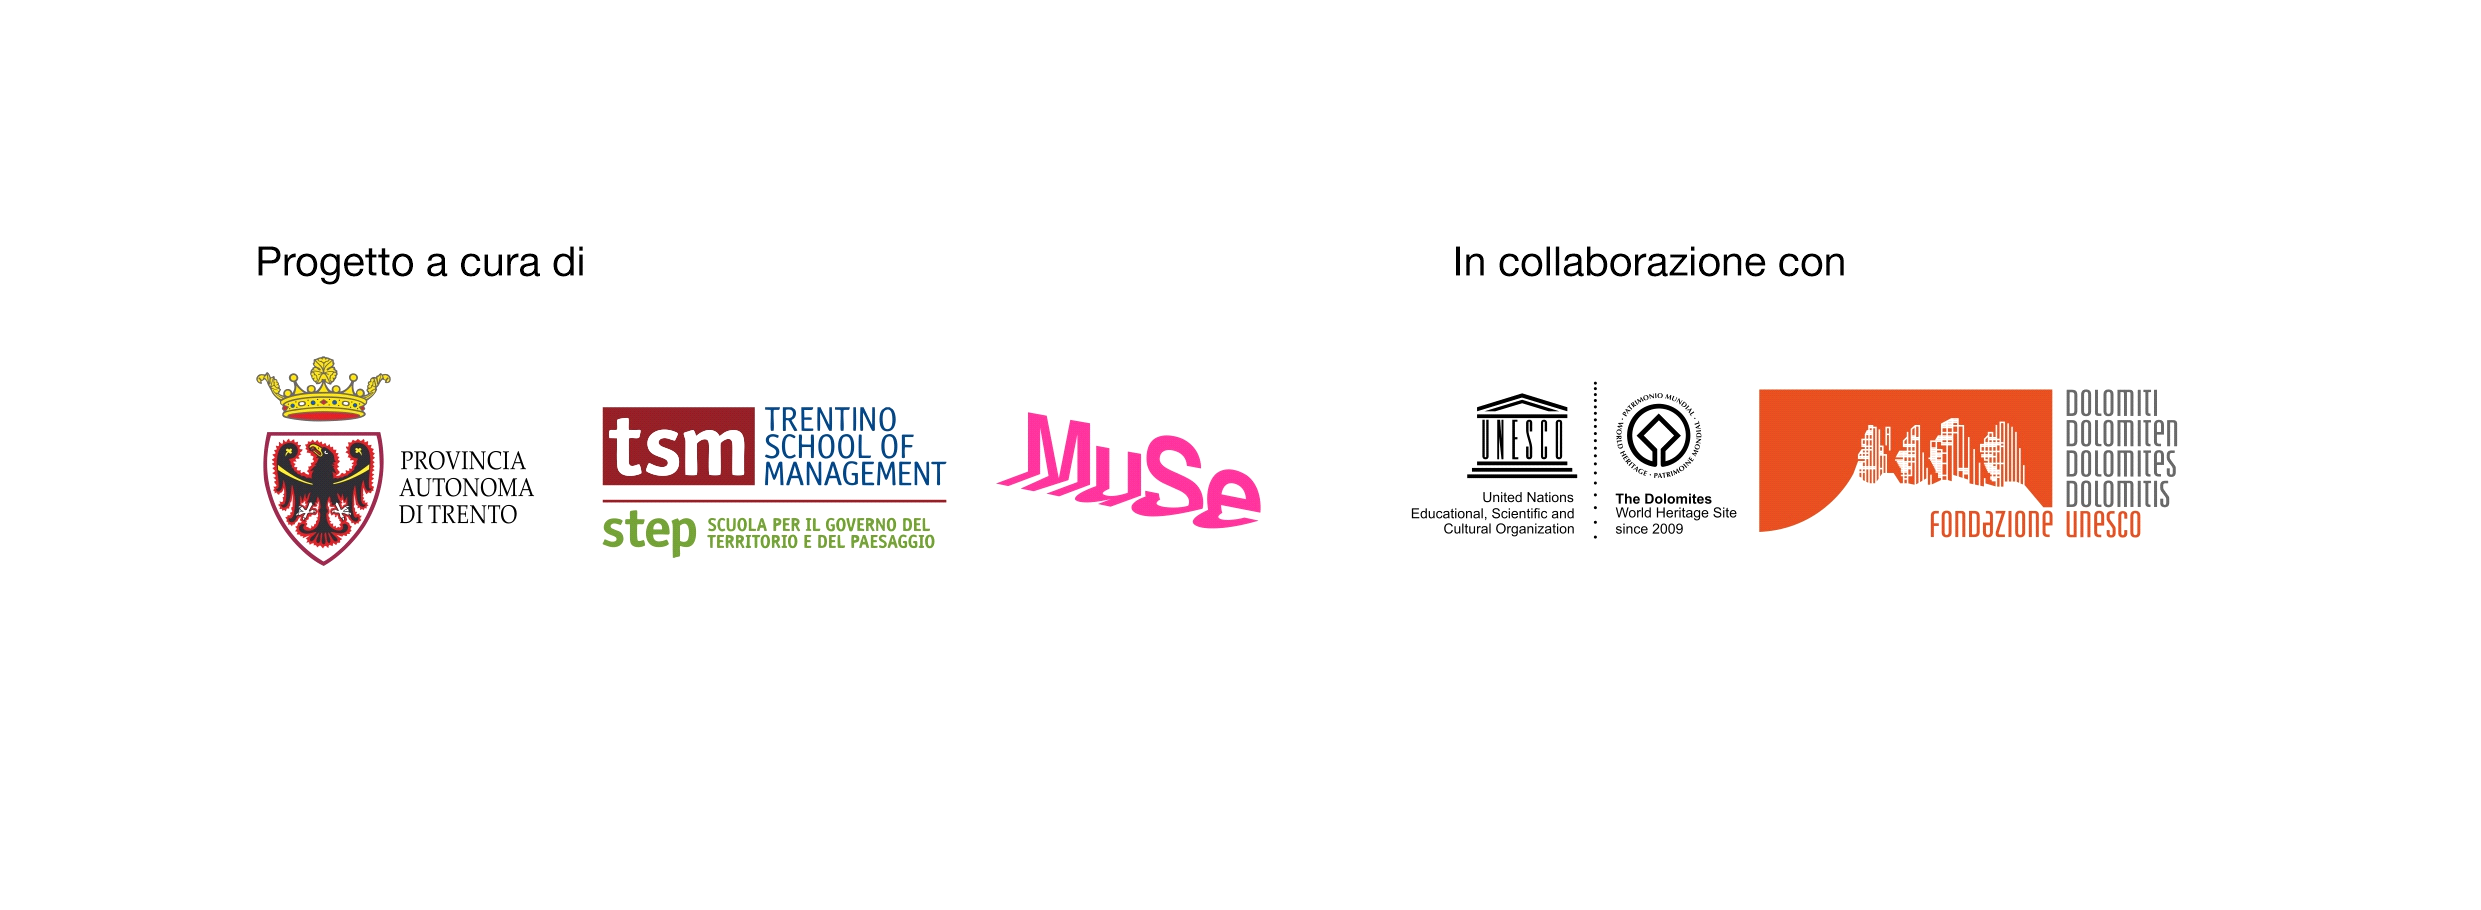 Progetto a cura di
PROVINCIA
AUTONOMA
DI TRENTO
tsm
TRENTINO
SCHOOL OF
MANAGEMENT
step
SCUOLA PER IL GOVERNO DEL
TERRITORIO E DEL PAESAGGIO
MuSe
In collaborazione con
UNESCO
United Nations
Educational, Scientific and
Cultural Organization
PATRIMONIO MUNDIAL • WORLD HERITAGE • PATRIMOINE MONDIAL •
The Dolomites
World Heritage Site
since 2009
DOLOMITI
DOLOMITen
DOLOMITes
DOLOMITIS
FONDazIONe unesco